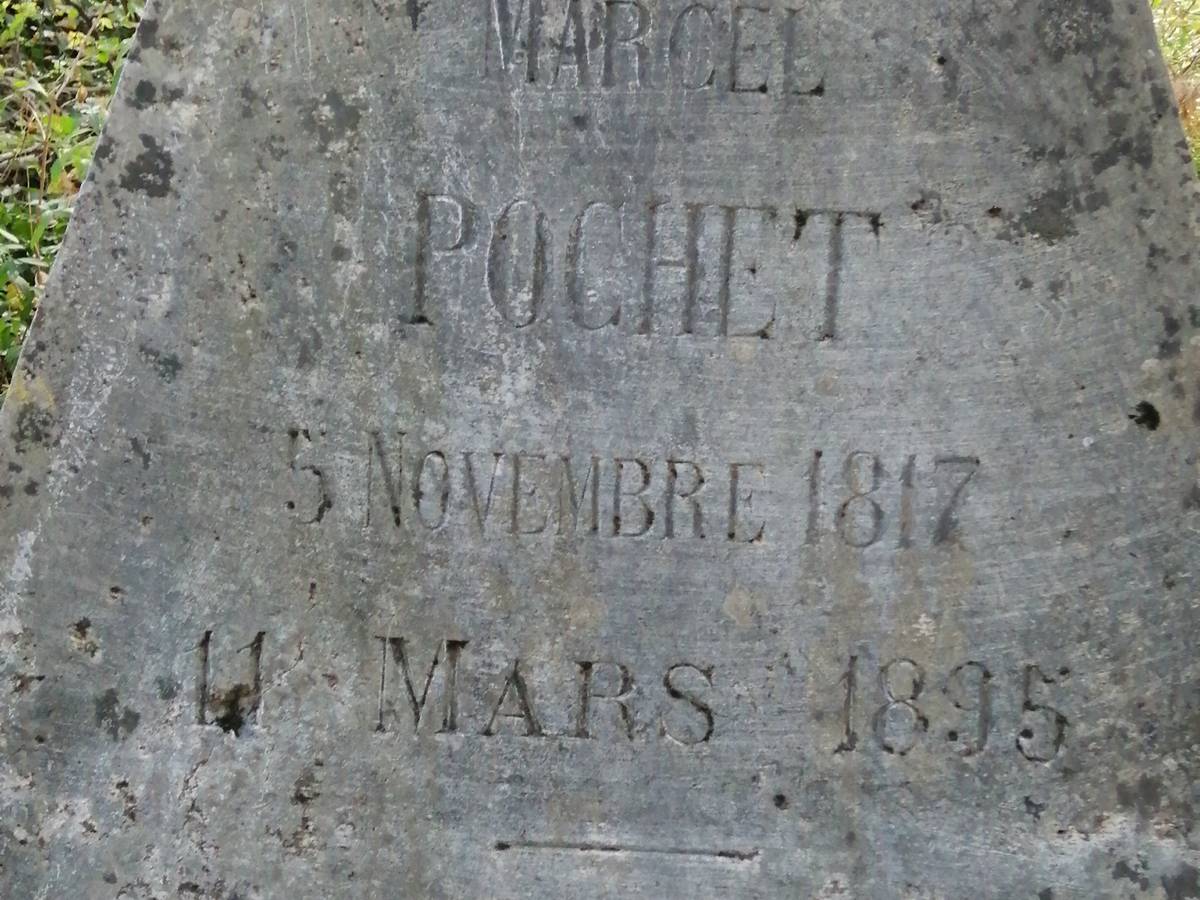 MARCEL
POCHET
5 NOVEMBRE 1817
11 MARS 1895